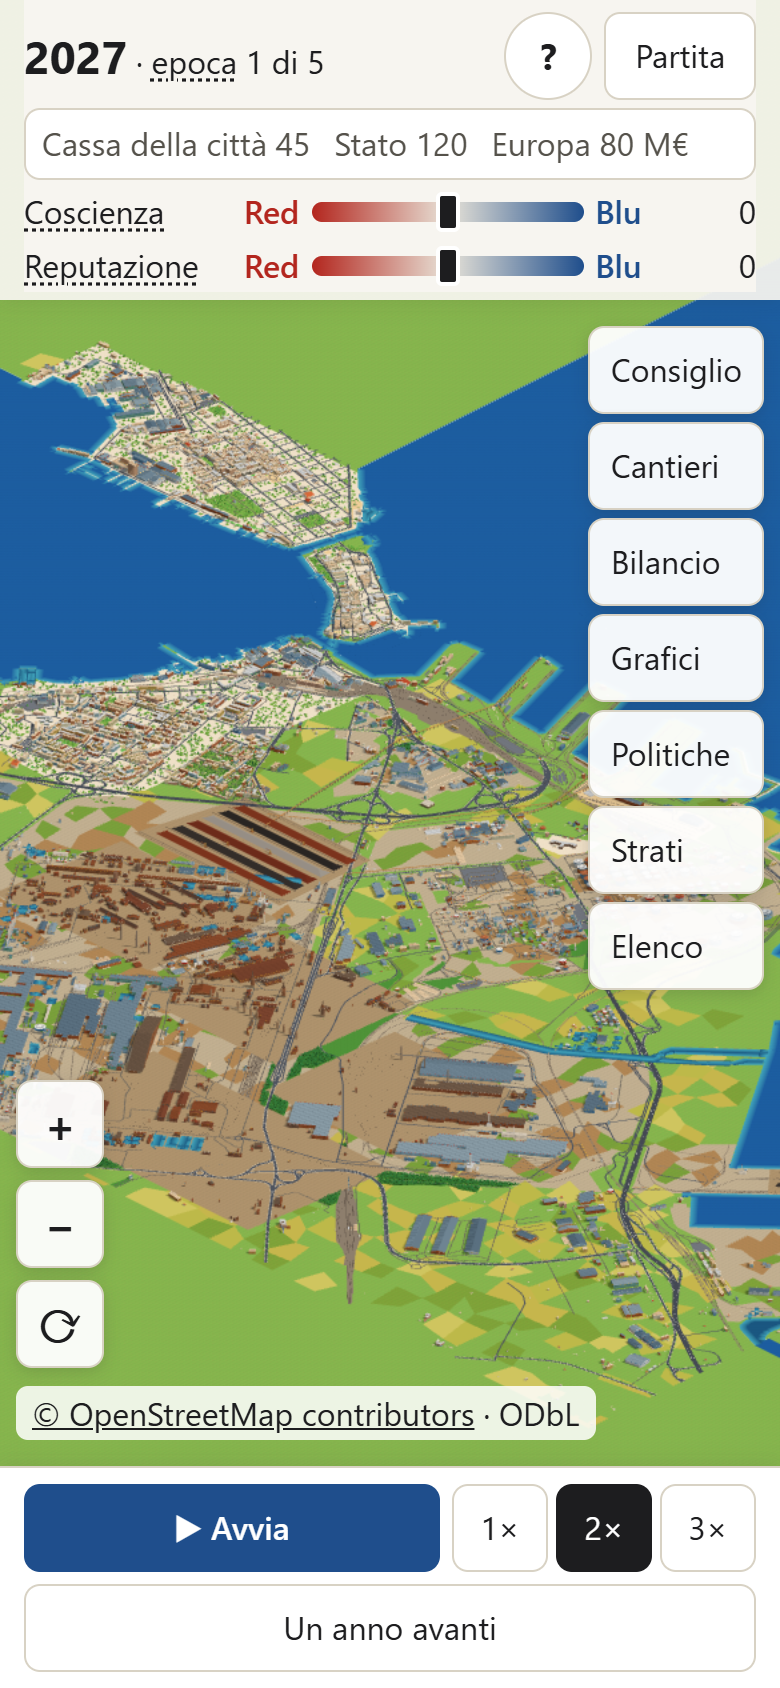 2027 · epoca 1 di 5
?
Partita
Cassa della città 45 Stato 120 Europa 80 M€
Coscienza Red Blu 0
Reputazione Red Blu 0
Consiglio
Cantieri
Bilancio
Grafici
Politiche
Strati
Elenco
+
−
© OpenStreetMap contributors · ODbL
▶ Avvia 1× 2× 3×
Un anno avanti